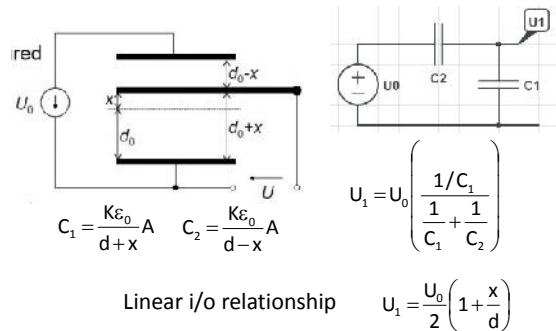 ired
U₀
x
d₀
d₀-x
d₀+x
U
U1
U0
C2
C1
C₁ = Kε₀/(d+x) A
C₂ = Kε₀/(d−x) A
U₁ = U₀ ( (1/C₁) / (1/C₁ + 1/C₂) )
Linear i/o relationship
U₁ = U₀/2 (1 + x/d)